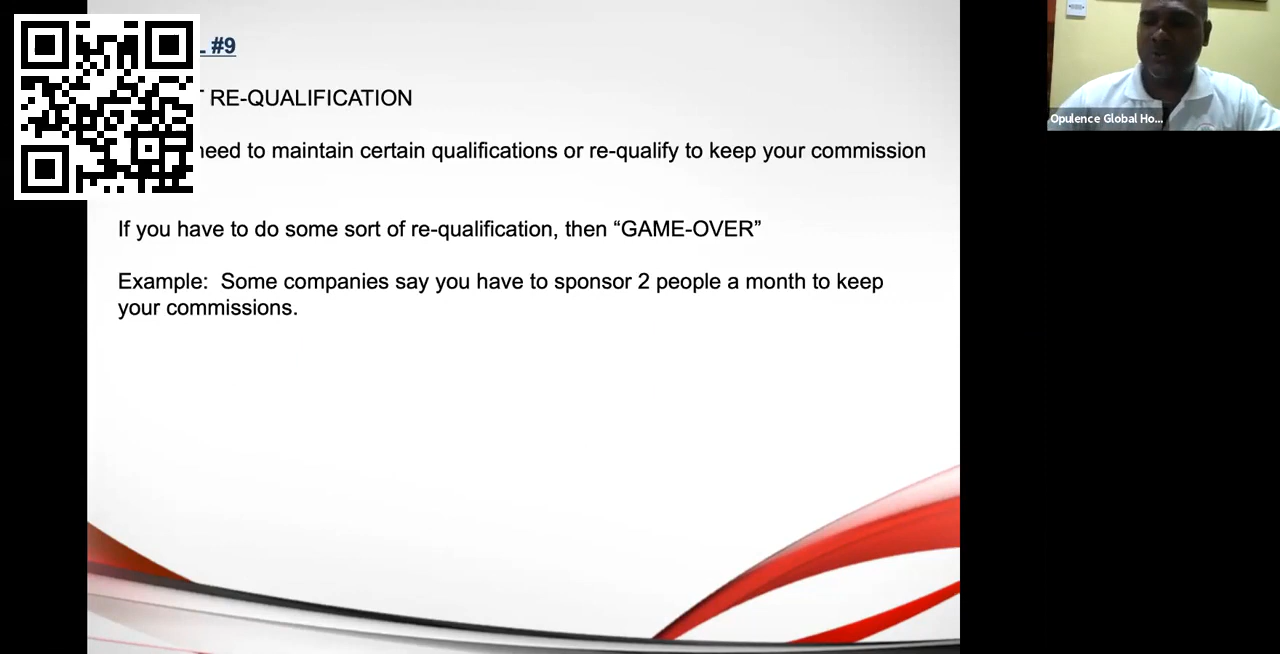 #9
RE-QUALIFICATION
need to maintain certain qualifications or re-qualify to keep your commission
If you have to do some sort of re-qualification, then “GAME-OVER”
Example: Some companies say you have to sponsor 2 people a month to keep
your commissions.
Opulence Global Ho...